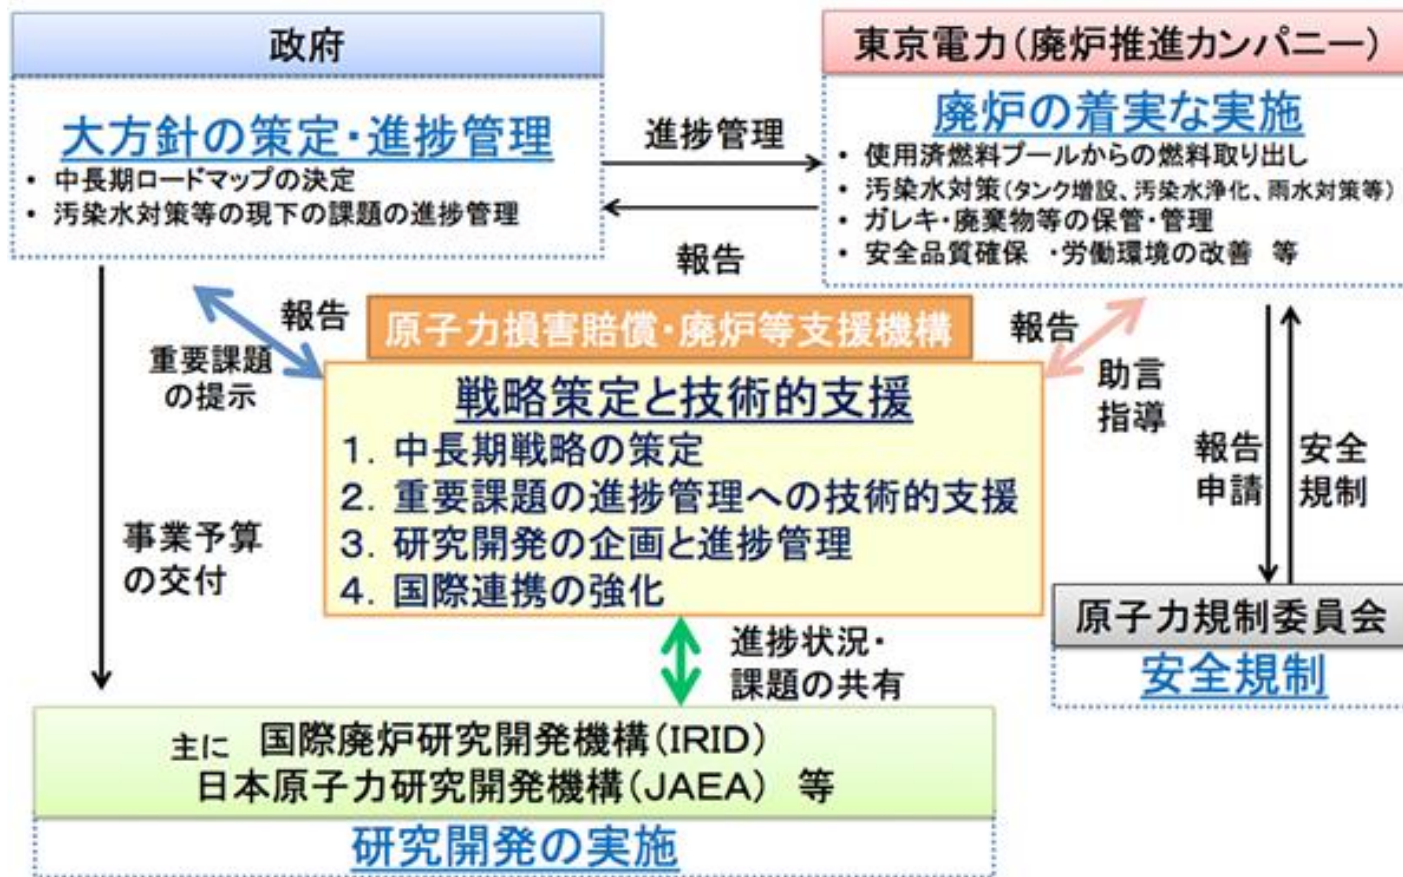 政府
大方針の策定・進捗管理
・ 中長期ロードマップの決定
・ 汚染水対策等の現下の課題の進捗管理
進捗管理
報告
東京電力(廃炉推進カンパニー)
廃炉の着実な実施
・ 使用済燃料プールからの燃料取り出し
・ 汚染水対策(タンク増設、汚染水浄化、雨水対策等)
・ ガレキ・廃棄物等の保管・管理
・ 安全品質確保 ・労働環境の改善 等
報告
重要課題
の提示
原子力損害賠償・廃炉等支援機構
戦略策定と技術的支援
1. 中長期戦略の策定
2. 重要課題の進捗管理への技術的支援
3. 研究開発の企画と進捗管理
4. 国際連携の強化
報告
助言
指導
報告
申請
安全
規制
事業予算
の交付
原子力規制委員会
安全規制
進捗状況・
課題の共有
主に 国際廃炉研究開発機構(IRID)
日本原子力研究開発機構(JAEA) 等
研究開発の実施